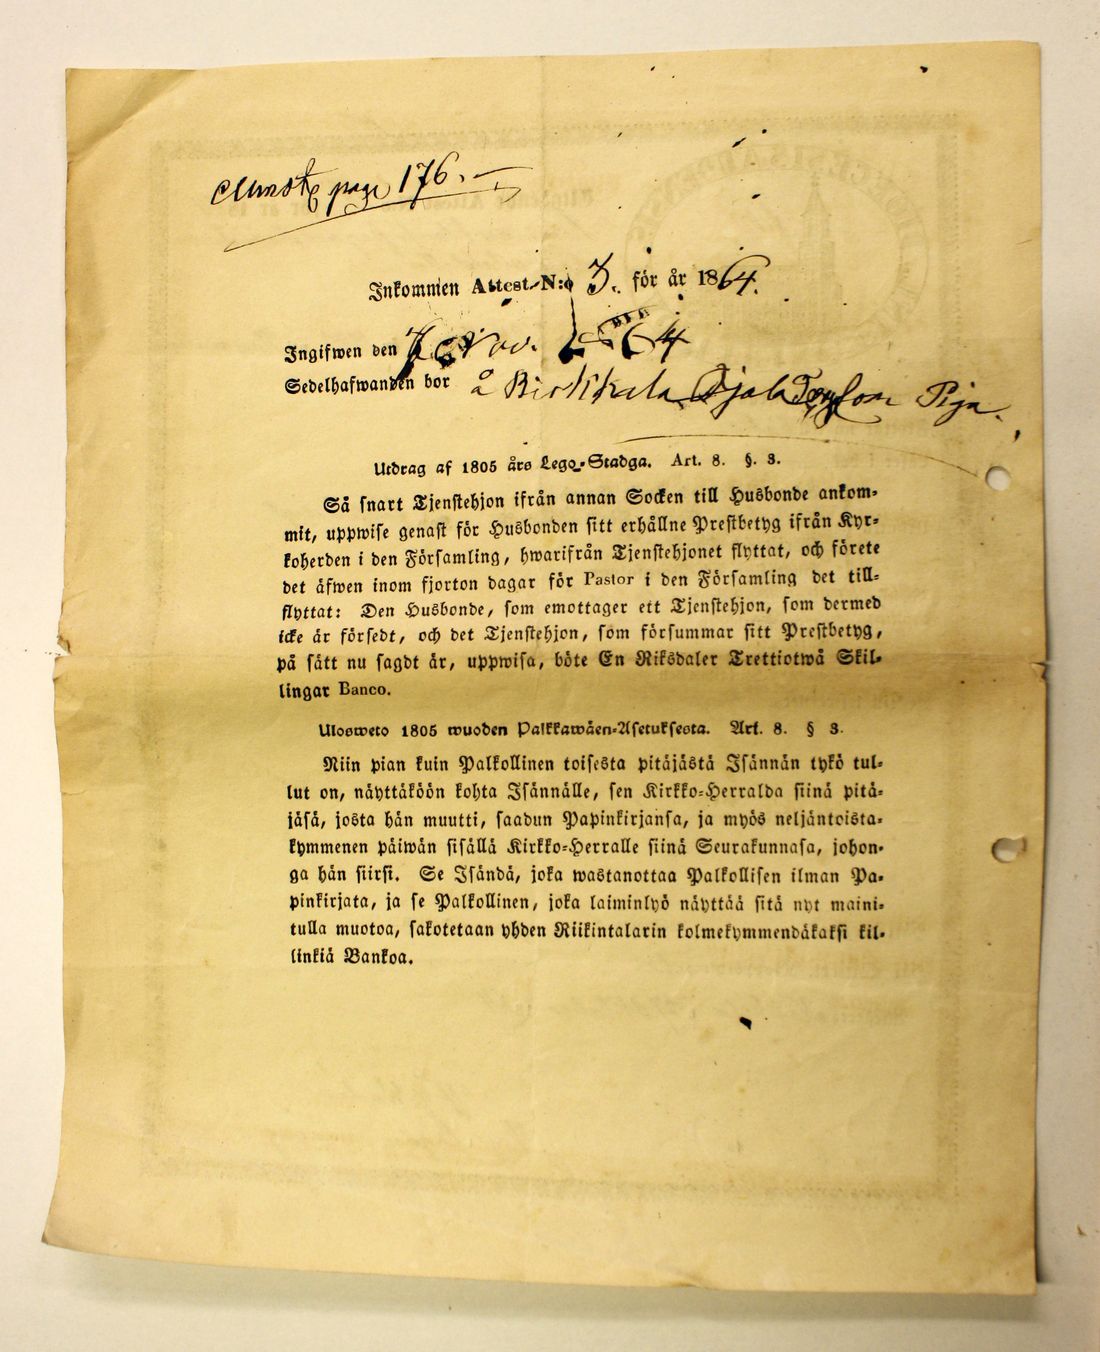 page 176.
Inkommen Attest N:o 3. för år 1864.
Ingifwen den 7 Nov. 1864
Sedelhafwanden bor å Birkkala som Piga.
Utdrag af 1805 års Lego-Stadga. Art. 8. §. 3.
Så snart Tjenstehjon ifrån annan Socken till Husbonde ankom-
mit, uppwise genast för Husbonden sitt erhållne Prestbetyg ifrån Kyr-
koherden i den Församling, hwarifrån Tjenstehjonet flyttat, och förete
det äfwen inom fjorton dagar för Pastor i den Församling det till-
flyttat: Den Husbonde, som emottager ett Tjenstehjon, som dermed
icke är försedt, och det Tjenstehjon, som försummar sitt Prestbetyg,
på sätt nu sagdt är, uppwisa, böte En Riksdaler Trettiotwå Skil-
lingar Banco.
Ulosweto 1805 wuoden Palkkawäen-Asetuksesta. Art. 8. § 3.
Niin pian kuin Palkollinen toisesta pitäjästä Isännän tykö tul-
lut on, näyttäköön kohta Isännälle, sen Kirkko-Herralda siinä pitä-
jäsä, josta hän muutti, saadun Papinkirjansa, ja myös neljäntoista-
kymmenen päiwän sisällä Kirkko-Herralle siinä Seurakunnasa, johon-
ga hän siirsi. Se Isändä, joka wastanottaa Palkollisen ilman Pa-
pinkirjata, ja se Palkollinen, joka laiminlyö näyttää sitä nyt maini-
tulla muotoa, sakotetaan yhden Riikintalarin kolmekymmendäkaksi kil-
linkiä Bankoa.